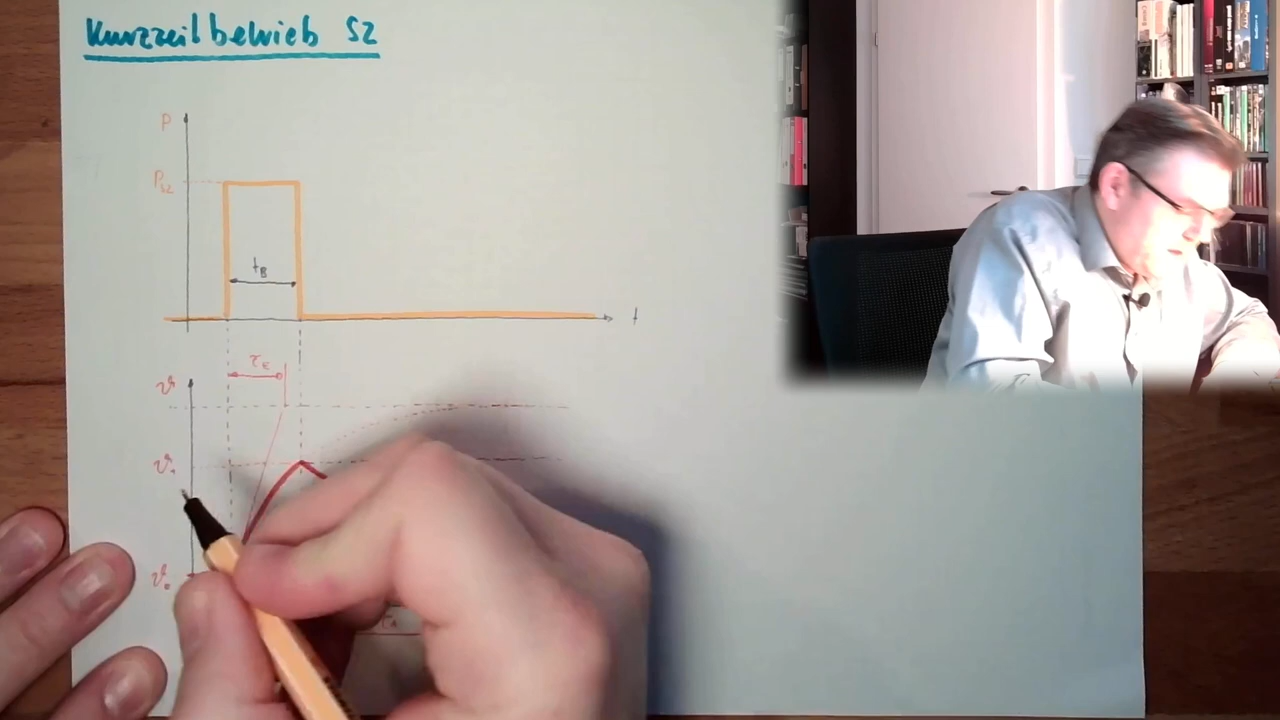 Kurzzeitbetrieb S2
P
P_S2
t_B
t
τ_E
ϑ
ϑ_1
ϑ_0